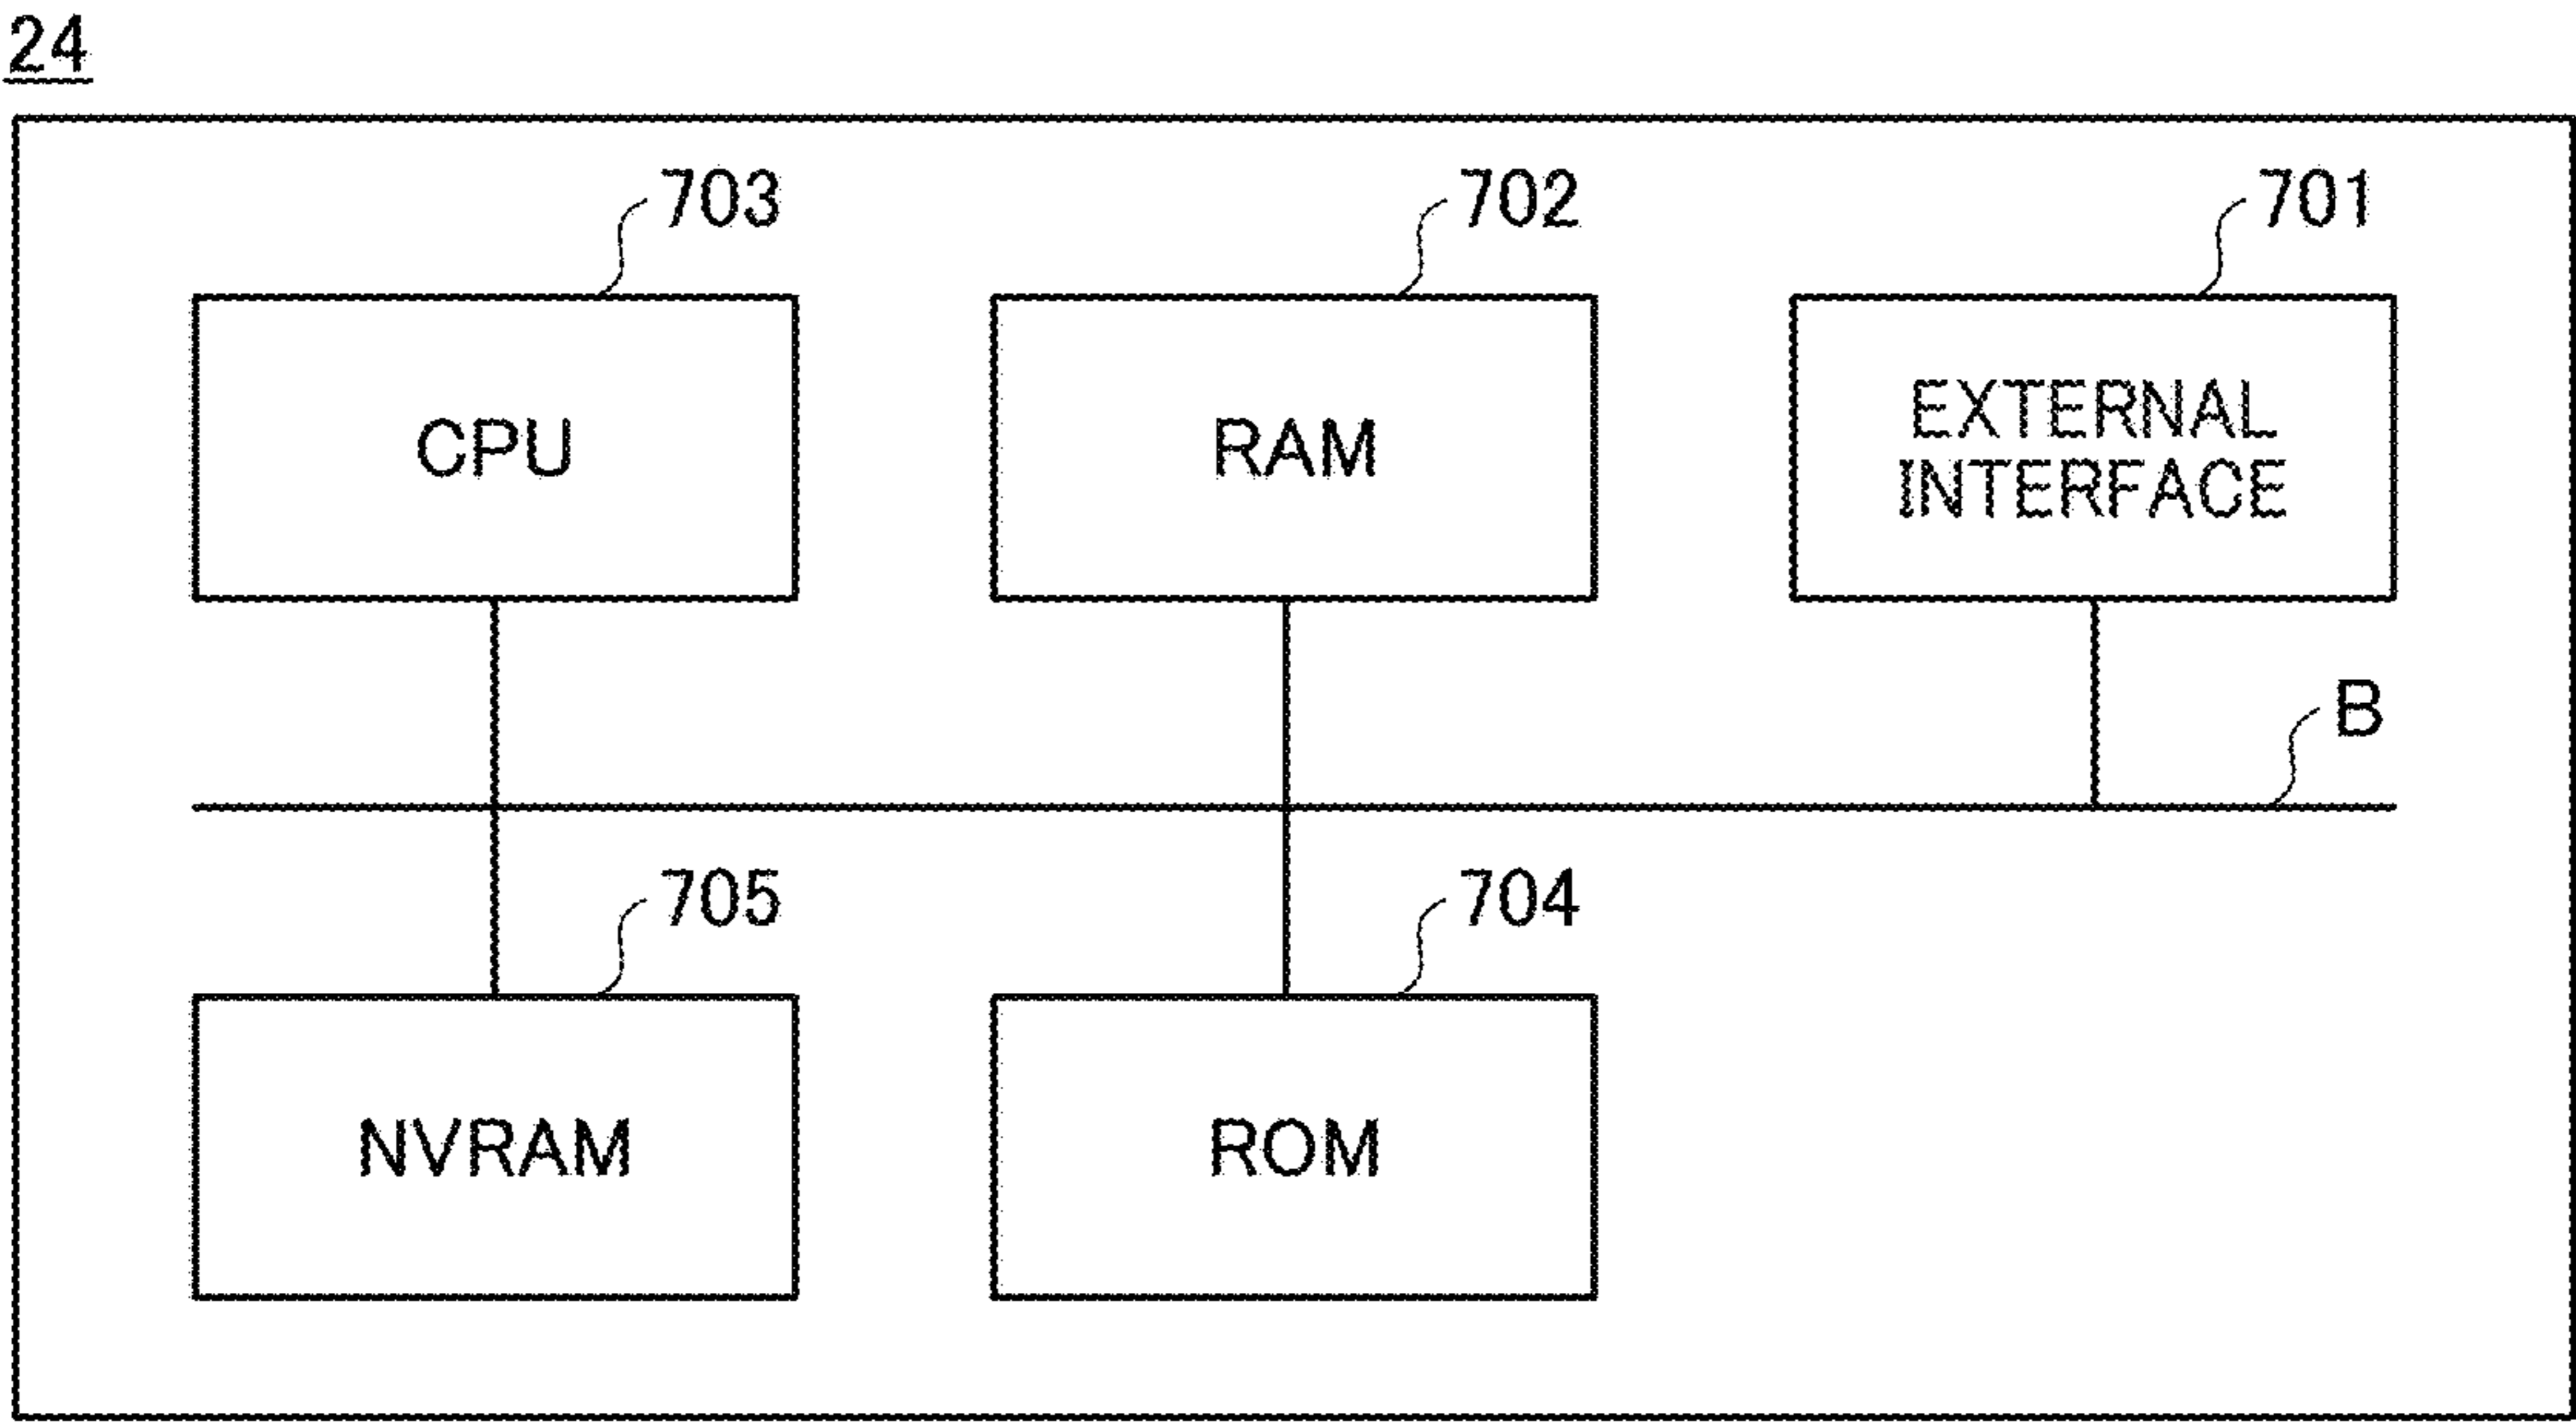 24
703
702
701
CPU
RAM
EXTERNAL
INTERFACE
B
705
704
NVRAM
ROM